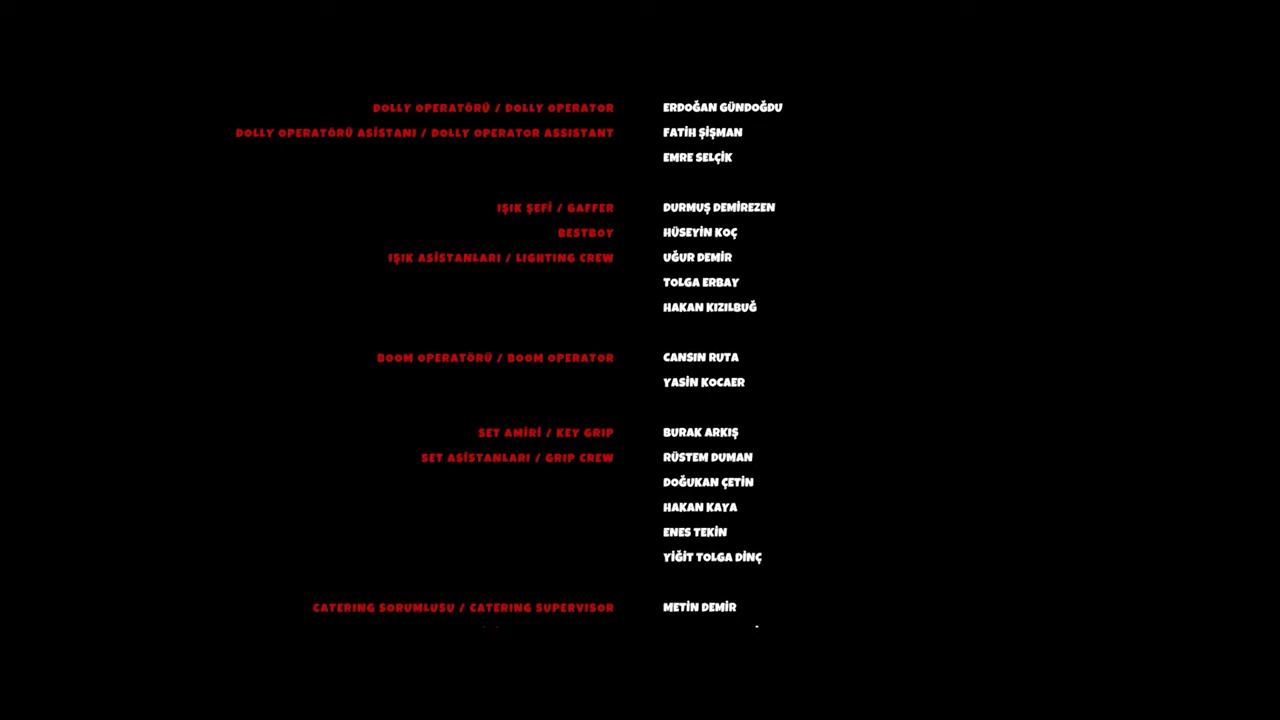 DOLLY OPERATÖRÜ / DOLLY OPERATOR ERDOĞAN GÜNDOĞDU
DOLLY OPERATÖRÜ ASİSTANI / DOLLY OPERATOR ASSISTANT FATİH ŞİŞMAN
EMRE SELÇİK
IŞIK ŞEFİ / GAFFER DURMUŞ DEMİREZEN
BESTBOY HÜSEYİN KOÇ
IŞIK ASİSTANLARI / LIGHTING CREW UĞUR DEMİR
TOLGA ERBAY
HAKAN KIZILBUĞ
BOOM OPERATÖRÜ / BOOM OPERATOR CANSIN RUTA
YASİN KOCAER
SET AMİRİ / KEY GRIP BURAK ARKIŞ
SET ASİSTANLARI / GRIP CREW RÜSTEM DUMAN
DOĞUKAN ÇETİN
HAKAN KAYA
ENES TEKİN
YİĞİT TOLGA DİNÇ
CATERING SORUMLUSU / CATERING SUPERVISOR METİN DEMİR